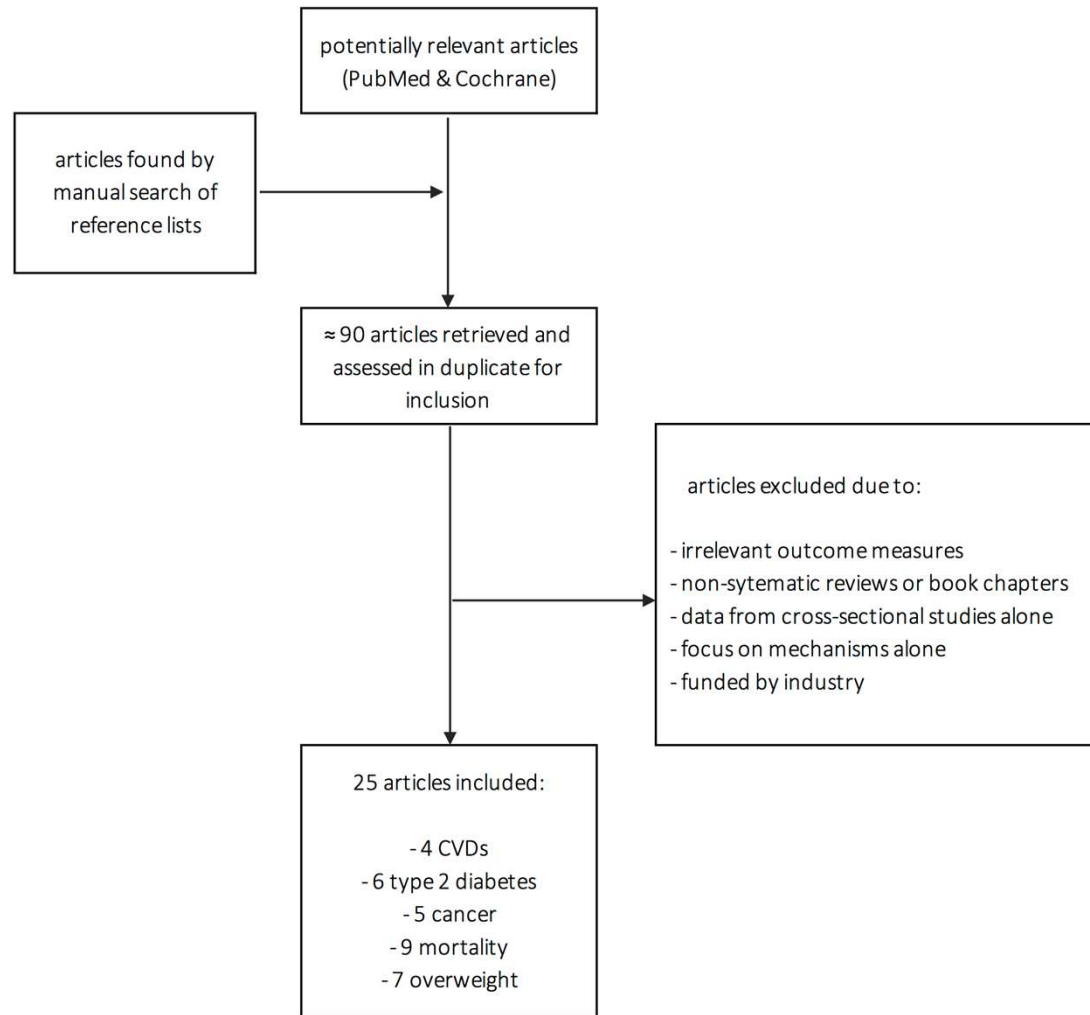 potentially relevant articles
(PubMed & Cochrane)
articles found by
manual search of
reference lists
≈ 90 articles retrieved and
assessed in duplicate for
inclusion
articles excluded due to:
- irrelevant outcome measures
- non-sytematic reviews or book chapters
- data from cross-sectional studies alone
- focus on mechanisms alone
- funded by industry
25 articles included:
- 4 CVDs
- 6 type 2 diabetes
- 5 cancer
- 9 mortality
- 7 overweight